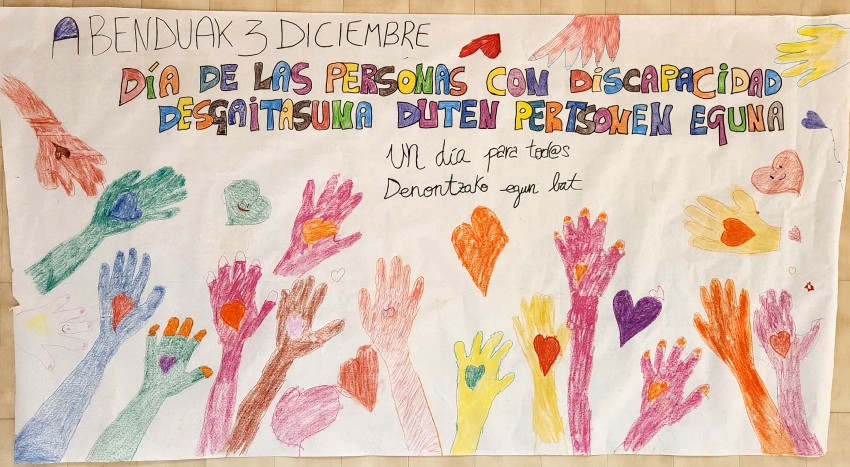 ABENDUAK 3 DICIEMBRE
DÍA DE LAS PERSONAS CON DISCAPACIDAD
DESGAITASUNA DUTEN PERTSONEN EGUNA
Un día para tod@s
Denontzako egun bat